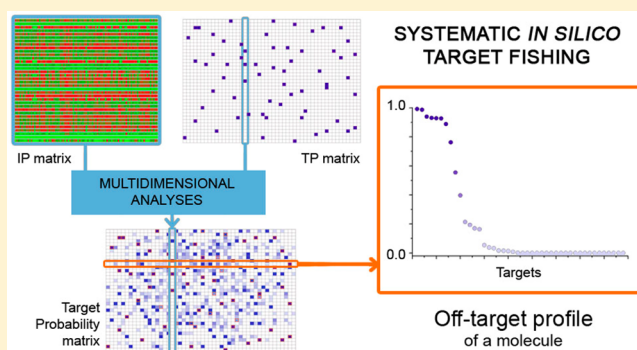 SYSTEMATIC IN SILICO
TARGET FISHING
IP matrix
TP matrix
MULTIDIMENSIONAL
ANALYSES
Target
Probability
matrix
1.0
0.0
Targets
Off-target profile
of a molecule